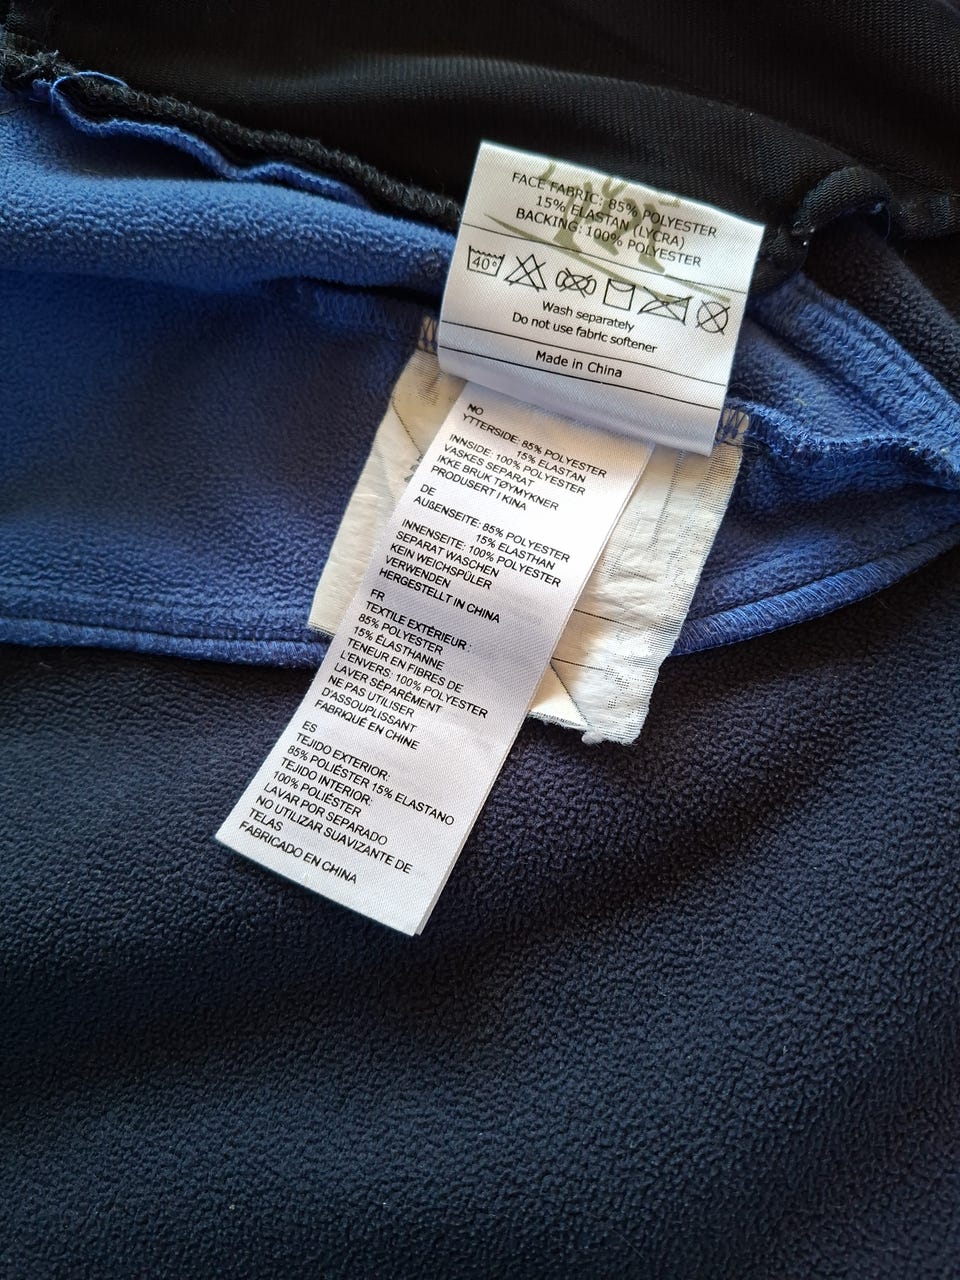 FACE FABRIC: 85% POLYESTER
15% ELASTAN (LYCRA)
BACKING: 100% POLYESTER
40°
Wash separately
Do not use fabric softener
Made in China
NO
YTTERSIDE: 85% POLYESTER
15% ELASTAN
INNSIDE: 100% POLYESTER
VASKES SEPARAT
IKKE BRUK TØYMYKNER
PRODUSERT I KINA
DE
AUßENSEITE: 85% POLYESTER
15% ELASTHAN
INNENSEITE: 100% POLYESTER
SEPARAT WASCHEN
KEIN WEICHSPÜLER
VERWENDEN
HERGESTELLT IN CHINA
FR
TEXTILE EXTÉRIEUR :
85% POLYESTER
15% ÉLASTHANNE
TENEUR EN FIBRES DE
L'ENVERS: 100% POLYESTER
LAVER SÉPARÉMENT
NE PAS UTILISER
D'ASSOUPLISSANT
FABRIQUÉ EN CHINE
ES
TEJIDO EXTERIOR:
85% POLIÉSTER 15% ELASTANO
TEJIDO INTERIOR:
100% POLIÉSTER
LAVAR POR SEPARADO
NO UTILIZAR SUAVIZANTE DE
TELAS
FABRICADO EN CHINA